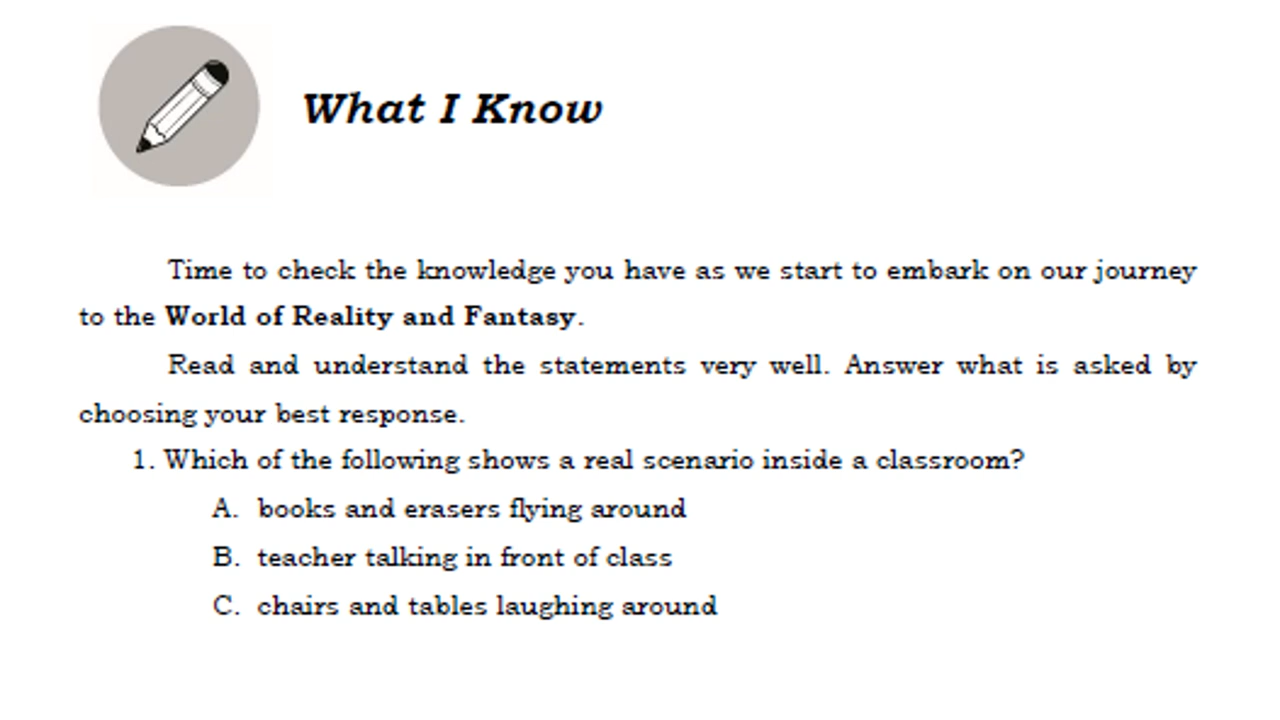 What I Know
Time to check the knowledge you have as we start to embark on our journey
to the World of Reality and Fantasy.
Read and understand the statements very well. Answer what is asked by
choosing your best response.
1. Which of the following shows a real scenario inside a classroom?
A. books and erasers flying around
B. teacher talking in front of class
C. chairs and tables laughing around